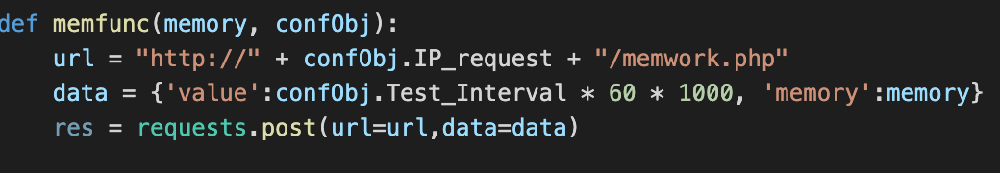 def memfunc(memory, confObj):
    url = "http://" + confObj.IP_request + "/memwork.php"
    data = {'value':confObj.Test_Interval * 60 * 1000, 'memory':memory}
    res = requests.post(url=url,data=data)